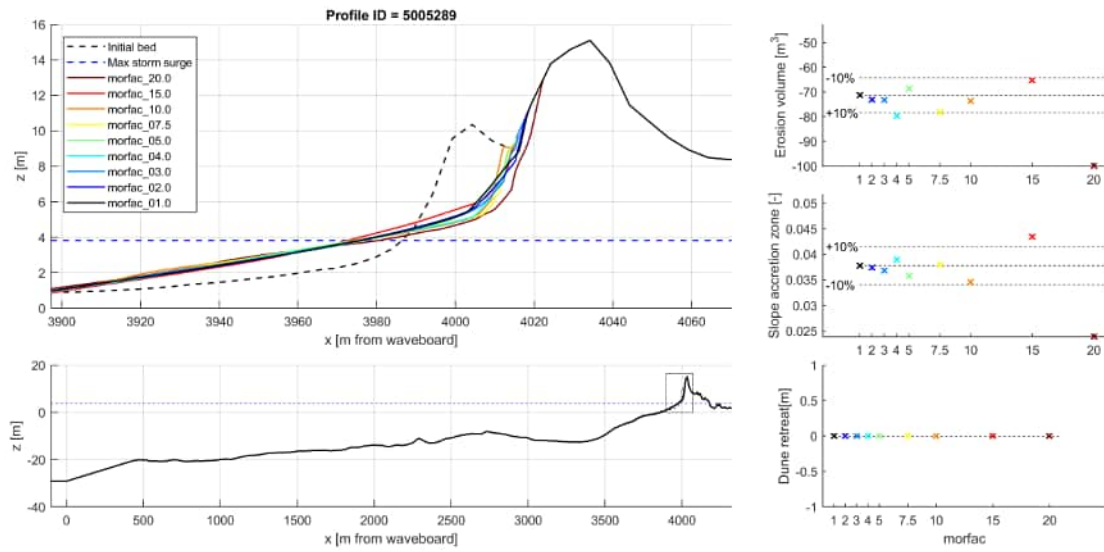 Profile ID = 5005289
16
14
12
10
8
6
4
2
0
z [m]
Initial bed
Max storm surge
morfac_20.0
morfac_15.0
morfac_10.0
morfac_07.5
morfac_05.0
morfac_04.0
morfac_03.0
morfac_02.0
morfac_01.0
3900 3920 3940 3960 3980 4000 4020 4040 4060
x [m from waveboard]
20
0
-20
-40
z [m]
0 500 1000 1500 2000 2500 3000 3500 4000
x [m from waveboard]
Erosion volume [m³]
-50
-60
-70
-80
-90
-100
-10%
+10%
1 2 3 4 5 7.5 10 15 20
Slope accretion zone [-]
0.05
0.045
0.04
0.035
0.03
0.025
+10%
-10%
1 2 3 4 5 7.5 10 15 20
Dune retreat[m]
1
0.5
0
-0.5
-1
1 2 3 4 5 7.5 10 15 20
morfac